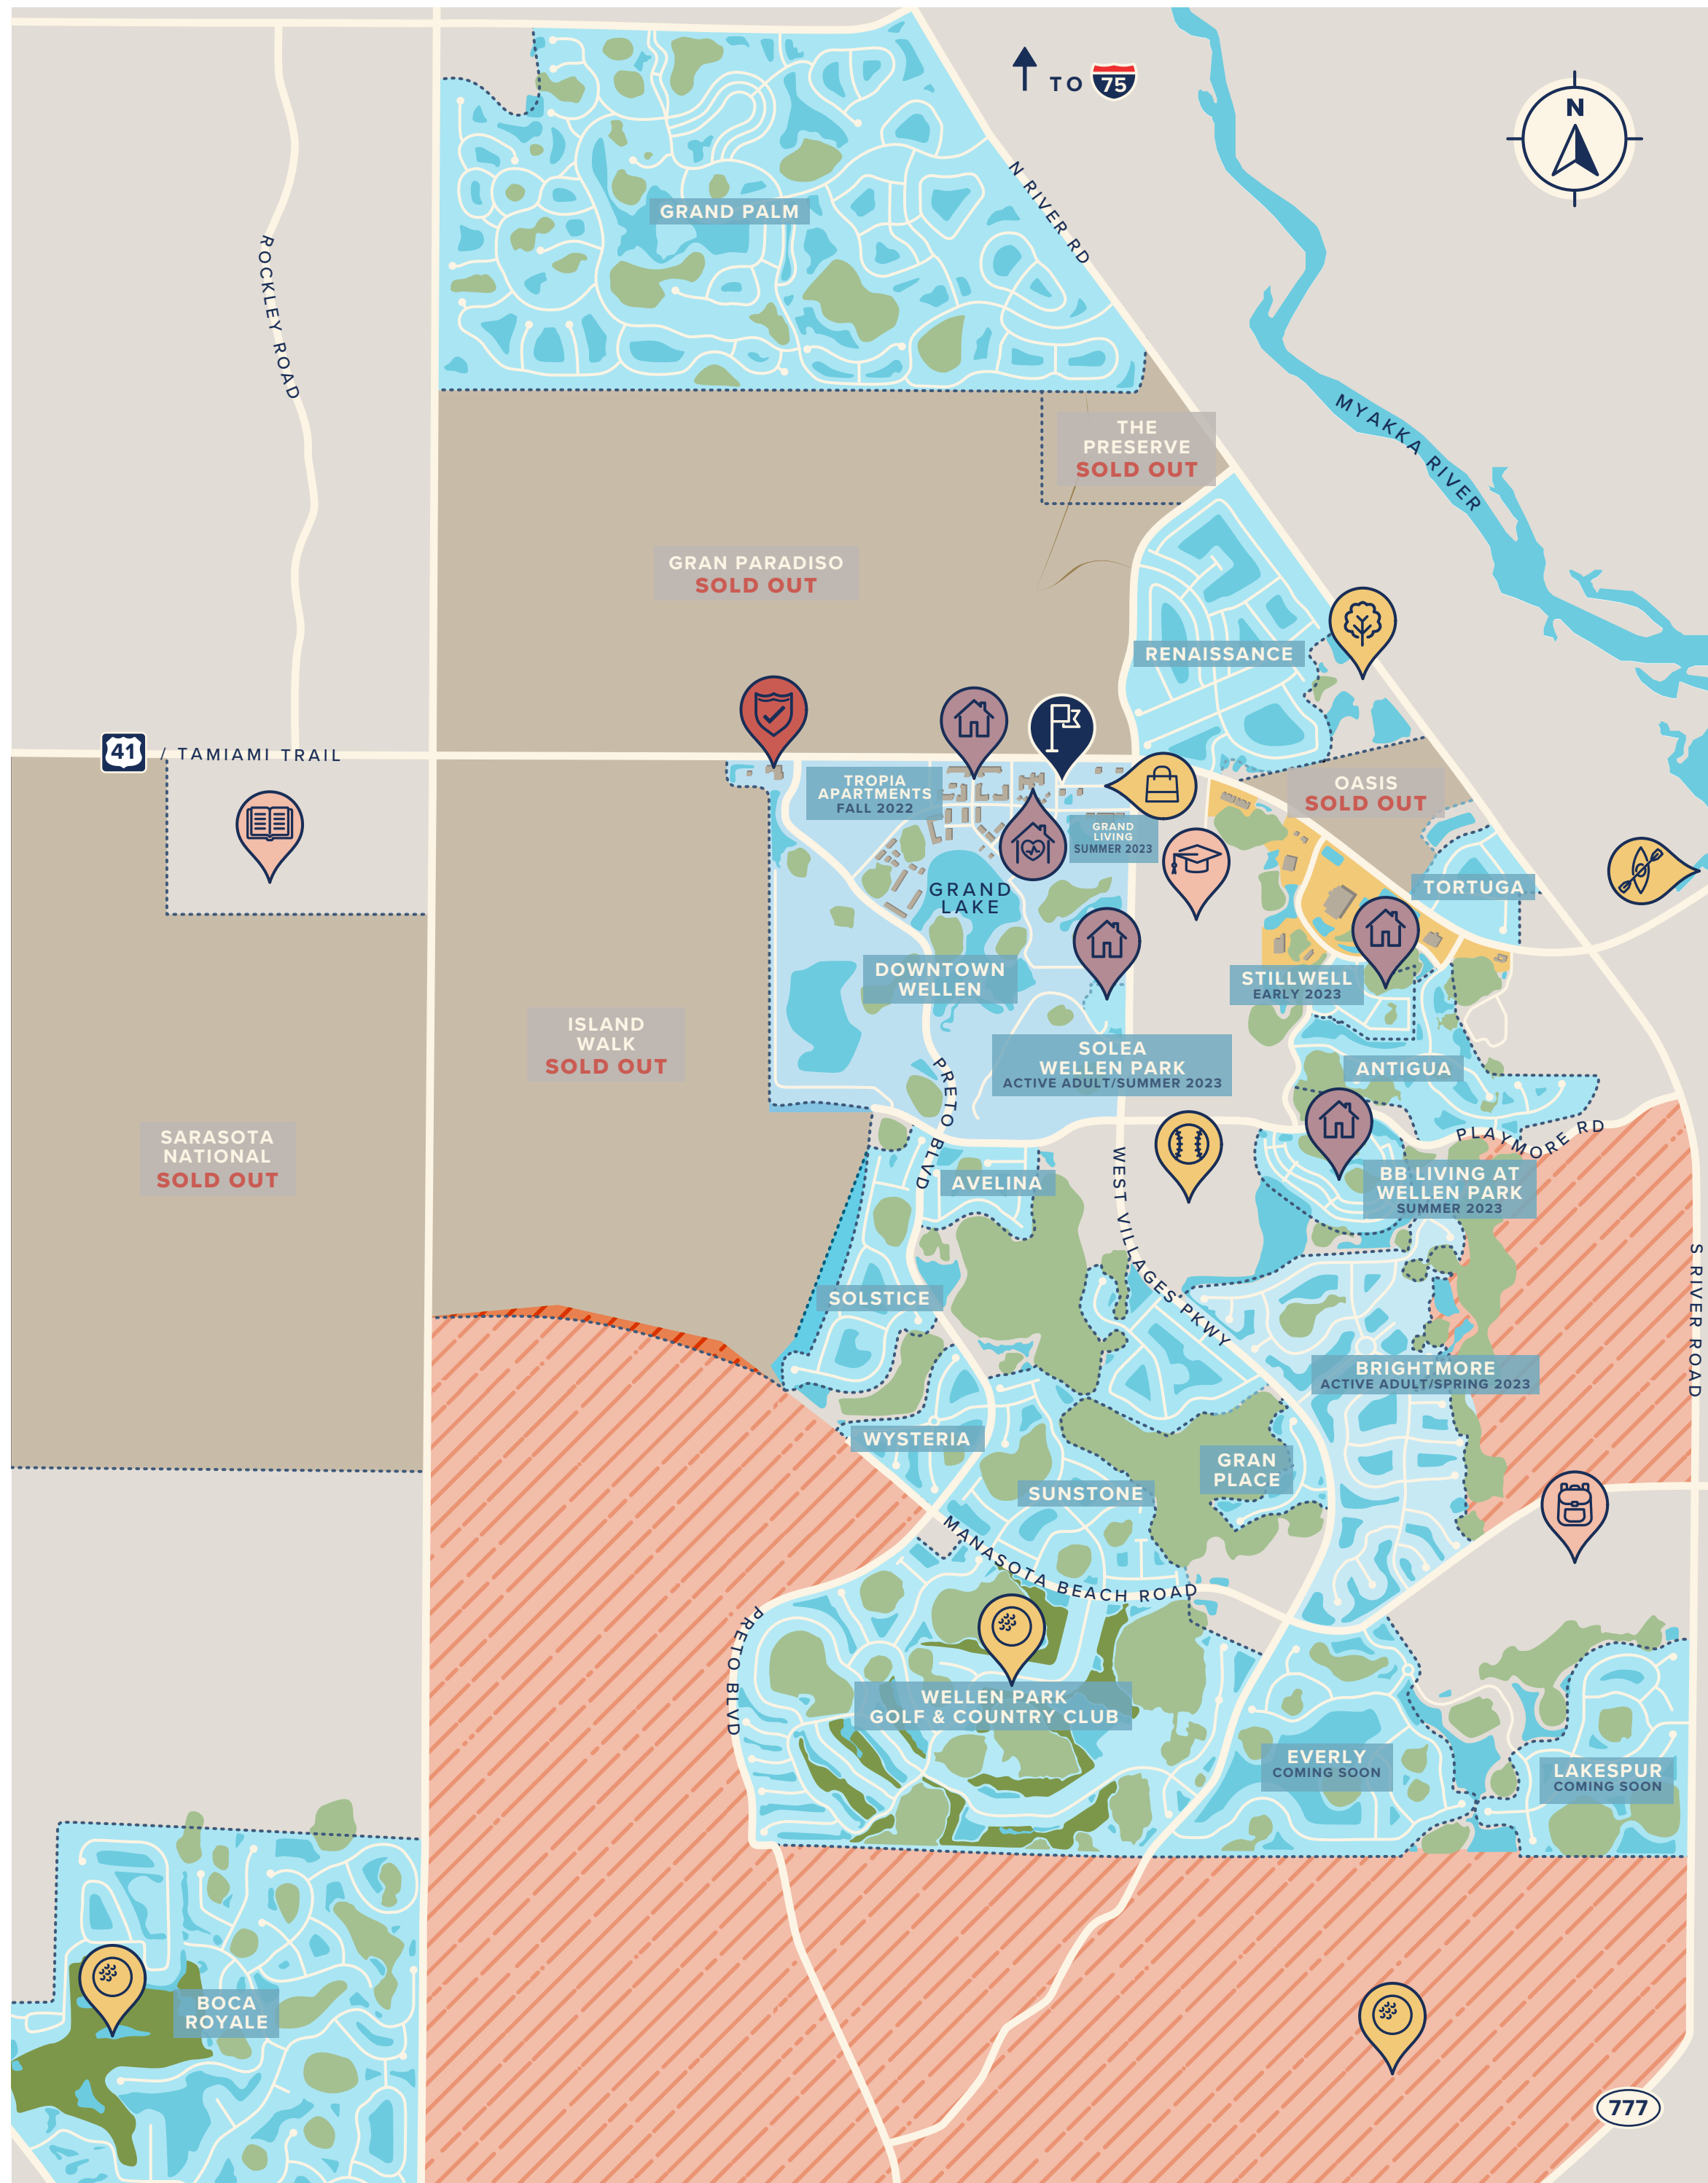 TO 75
N
GRAND PALM
N RIVER RD
ROCKLEY ROAD
MYAKKA RIVER
THE
PRESERVE
SOLD OUT
GRAN PARADISO
SOLD OUT
RENAISSANCE
41 / TAMIAMI TRAIL
TROPIA
APARTMENTS
FALL 2022
OASIS
SOLD OUT
GRAND
LIVING
SUMMER 2023
GRAND
LAKE
TORTUGA
DOWNTOWN
WELLEN
STILLWELL
EARLY 2023
ISLAND
WALK
SOLD OUT
SOLEA
WELLEN PARK
ACTIVE ADULT/SUMMER 2023
ANTIGUA
PRETO BLVD
SARASOTA
NATIONAL
SOLD OUT
PLAYMORE RD
AVELINA
WEST VILLAGES PKWY
BB LIVING AT
WELLEN PARK
SUMMER 2023
S RIVER ROAD
SOLSTICE
BRIGHTMORE
ACTIVE ADULT/SPRING 2023
WYSTERIA
GRAN
PLACE
SUNSTONE
MANASOTA BEACH ROAD
PRETO BLVD
WELLEN PARK
GOLF & COUNTRY CLUB
EVERLY
COMING SOON
LAKESPUR
COMING SOON
BOCA
ROYALE
777